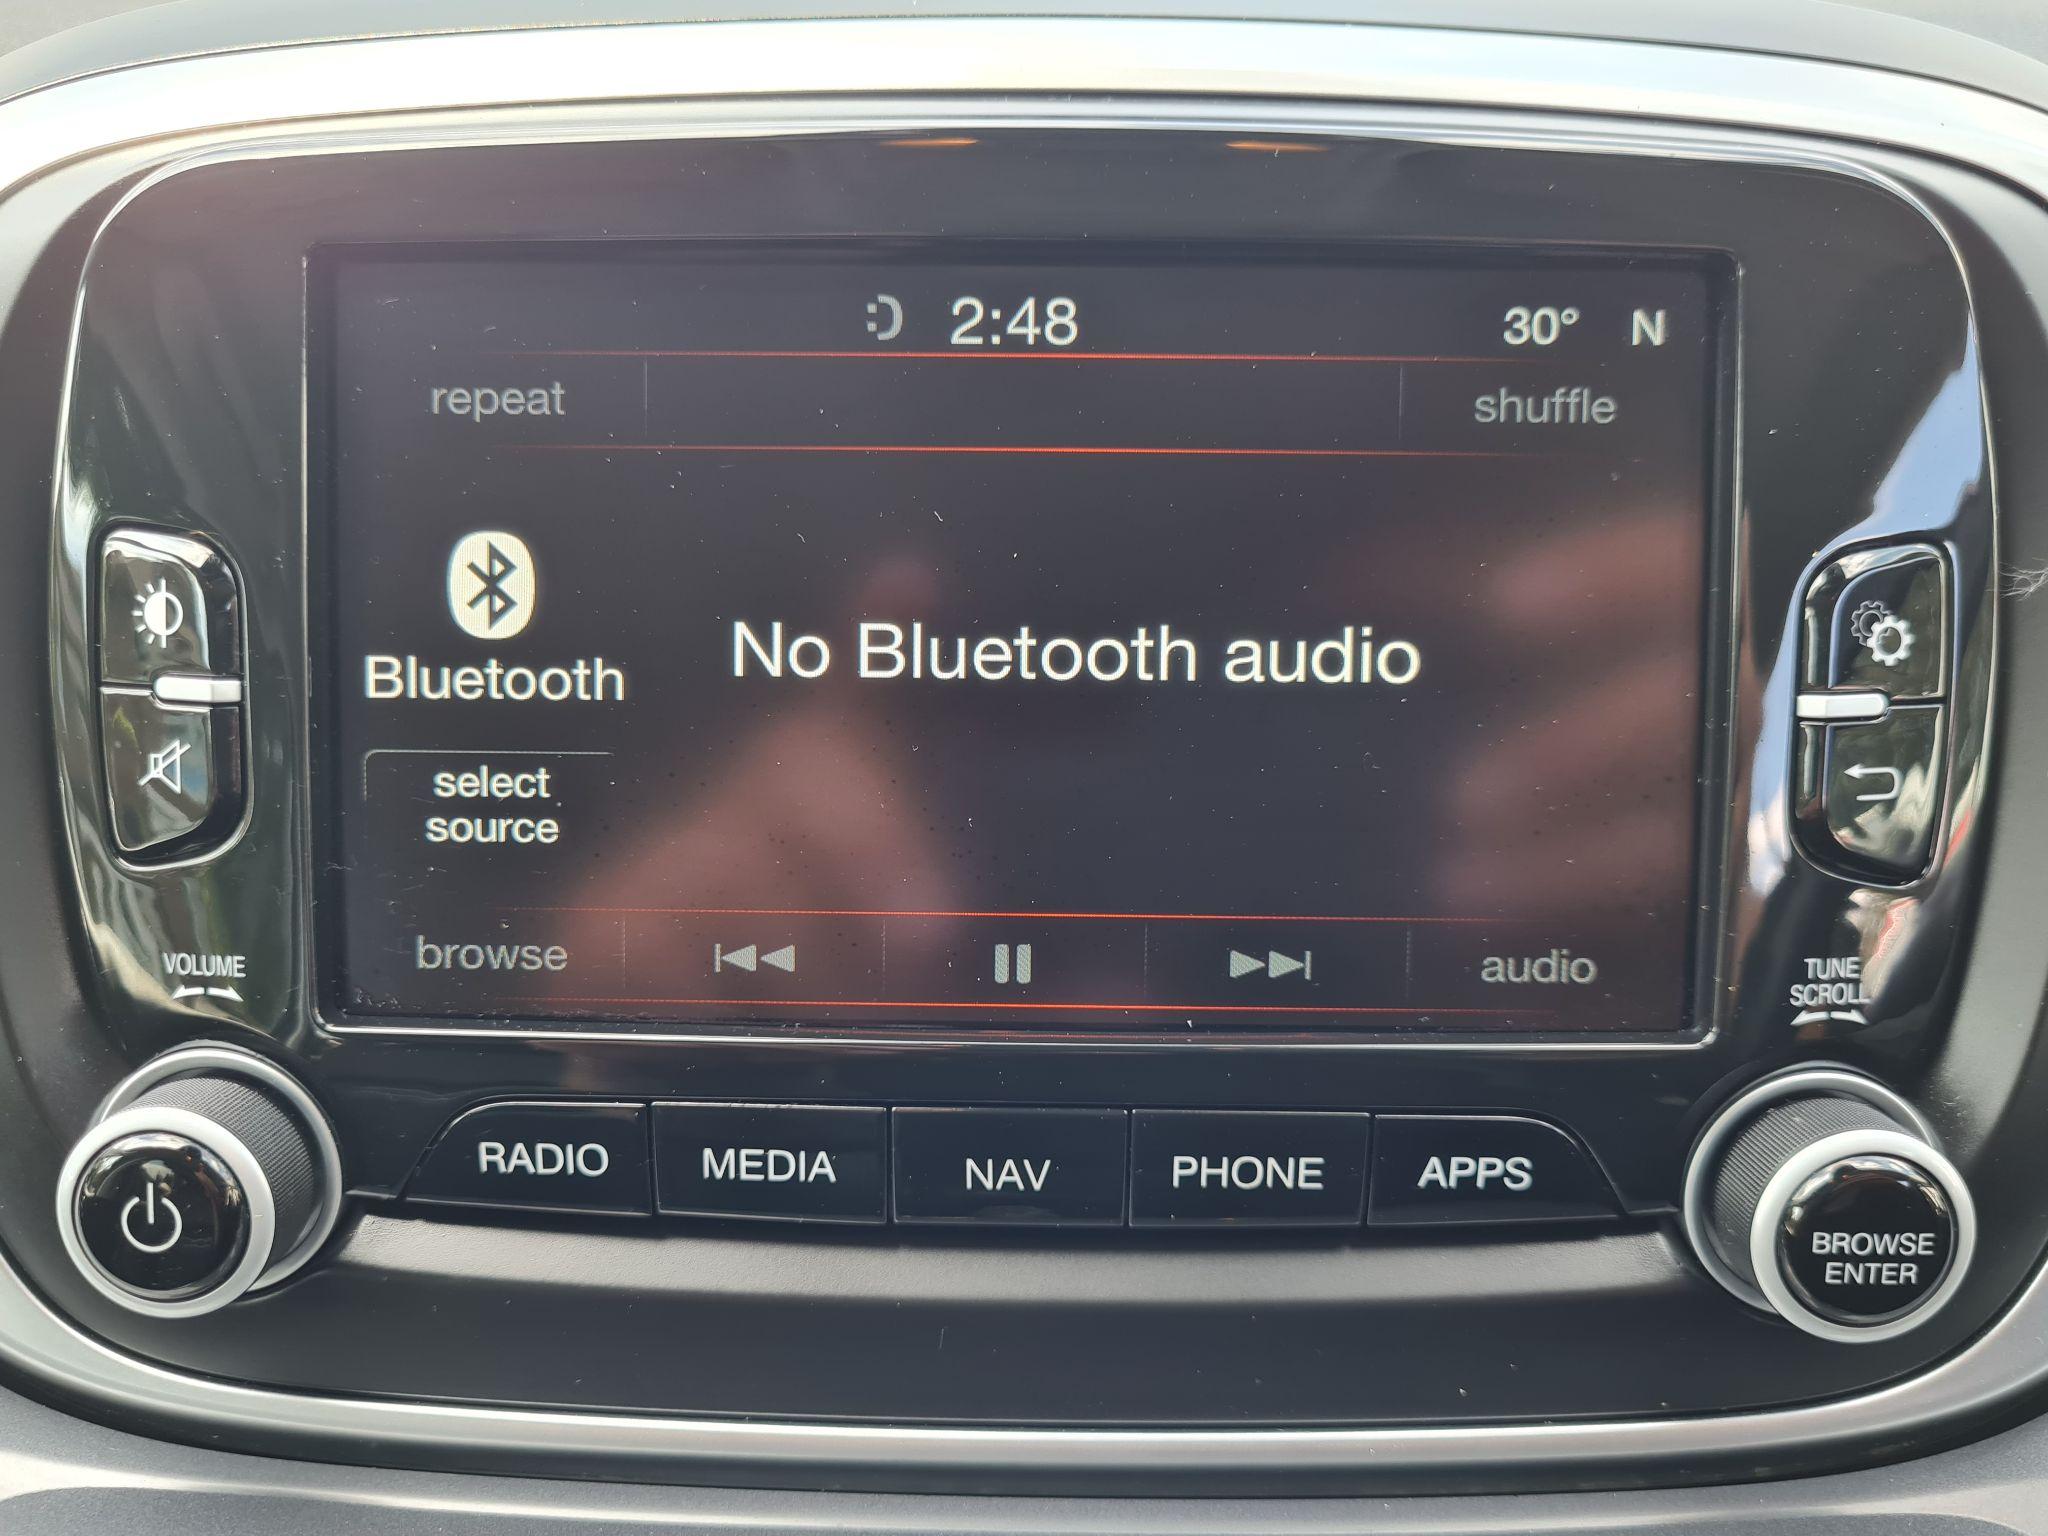 2:48
30° N
repeat
shuffle
Bluetooth
No Bluetooth audio
select
source
browse
audio
VOLUME
TUNE
SCROLL
RADIO
MEDIA
NAV
PHONE
APPS
BROWSE
ENTER